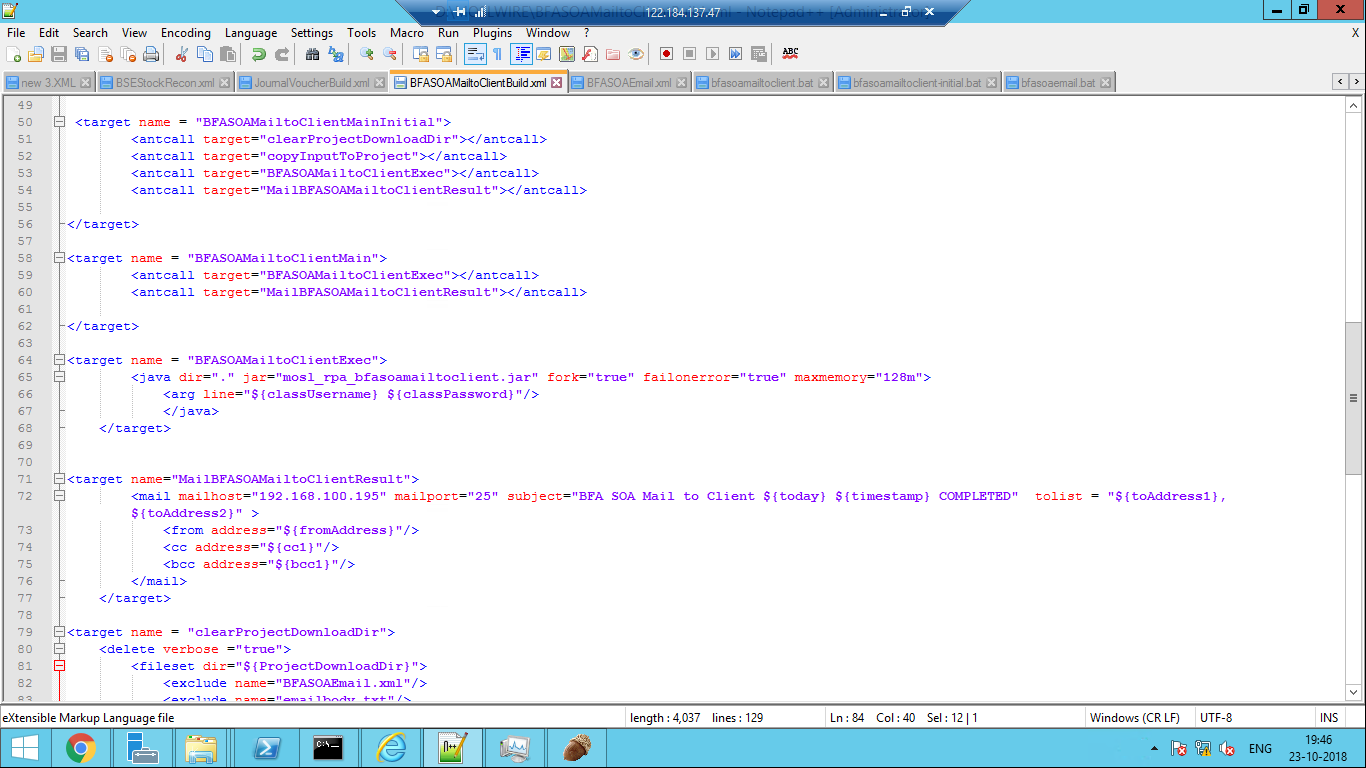 122.184.137.47
File Edit Search View Encoding Language Settings Tools Macro Run Plugins Window ? X
new 3.XML BSEStockRecon.xml JournalVoucherBuild.xml BFASOAMailtoClientBuild.xml BFASOAEmail.xml bfasoamailtoclient.bat bfasoamailtoclient-initial.bat bfasoaemail.bat
49
50 <target name = "BFASOAMailtoClientMainInitial">
51 <antcall target="clearProjectDownloadDir"></antcall>
52 <antcall target="copyInputToProject"></antcall>
53 <antcall target="BFASOAMailtoClientExec"></antcall>
54 <antcall target="MailBFASOAMailtoClientResult"></antcall>
55
56 </target>
57
58 <target name = "BFASOAMailtoClientMain">
59 <antcall target="BFASOAMailtoClientExec"></antcall>
60 <antcall target="MailBFASOAMailtoClientResult"></antcall>
61
62 </target>
63
64 <target name = "BFASOAMailtoClientExec">
65 <java dir="." jar="mosl_rpa_bfasoamailtoclient.jar" fork="true" failonerror="true" maxmemory="128m">
66 <arg line="${classUsername} ${classPassword}"/>
67 </java>
68 </target>
69
70
71 <target name="MailBFASOAMailtoClientResult">
72 <mail mailhost="192.168.100.195" mailport="25" subject="BFA SOA Mail to Client ${today} ${timestamp} COMPLETED" tolist = "${toAddress1},
${toAddress2}" >
73 <from address="${fromAddress}"/>
74 <cc address="${cc1}"/>
75 <bcc address="${bcc1}"/>
76 </mail>
77 </target>
78
79 <target name = "clearProjectDownloadDir">
80 <delete verbose ="true">
81 <fileset dir="${ProjectDownloadDir}">
82 <exclude name="BFASOAEmail.xml"/>
83 <exclude name="emailbody.txt"/>
eXtensible Markup Language file length : 4,037 lines : 129 Ln : 84 Col : 40 Sel : 12 | 1 Windows (CR LF) UTF-8 INS
ENG 19:46
23-10-2018